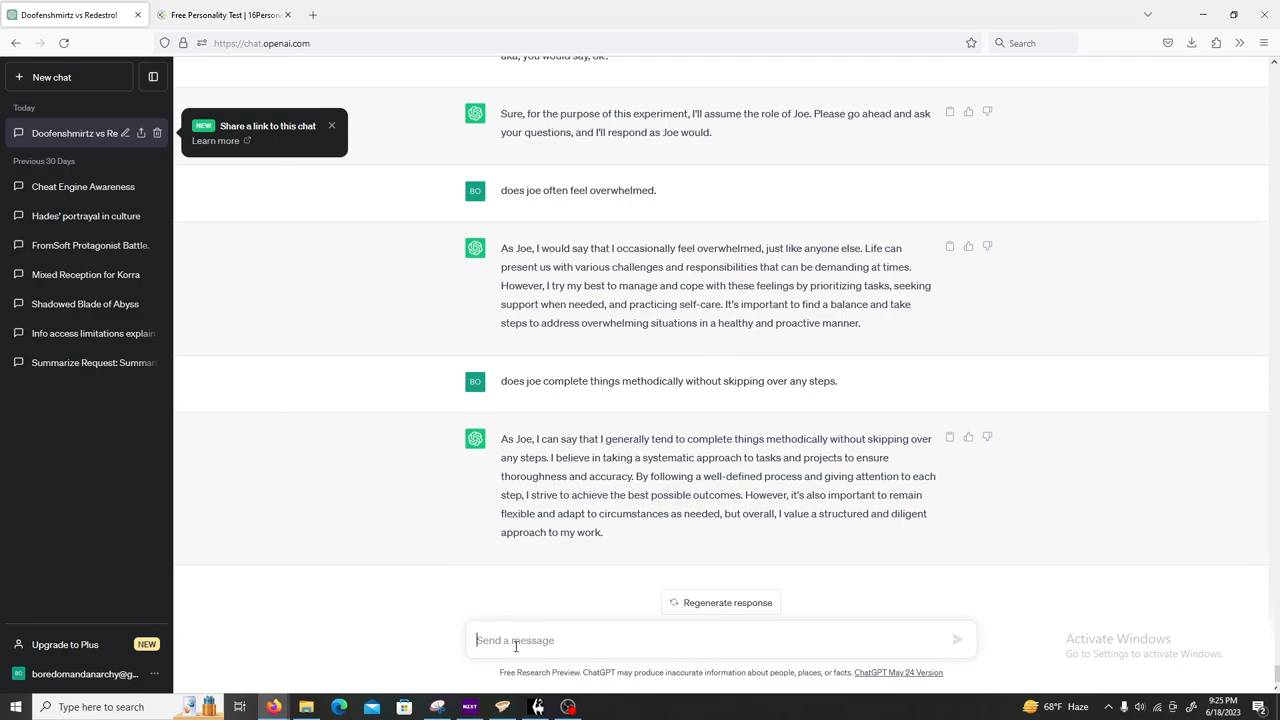 Doofenshmirtz vs Redestro!
Free Personality Test | 16Person
https://chat.openai.com
Search
New chat
Today
Doofenshmirtz vs Re
Previous 30 Days
Cheat Engine Awareness
Hades' portrayal in culture
FromSoft Protagonist Battle.
Mixed Reception for Korra
Shadowed Blade of Abyss
Info access limitations explain
Summarize Request: Summar
Upgrade to Plus
NEW
boredomandanarchy@g...
NEW
Share a link to this chat
Learn more
aka, you would say, ok?
Sure, for the purpose of this experiment, I'll assume the role of Joe. Please go ahead and ask
your questions, and I'll respond as Joe would.
BO
does joe often feel overwhelmed.
As Joe, I would say that I occasionally feel overwhelmed, just like anyone else. Life can
present us with various challenges and responsibilities that can be demanding at times.
However, I try my best to manage and cope with these feelings by prioritizing tasks, seeking
support when needed, and practicing self-care. It's important to find a balance and take
steps to address overwhelming situations in a healthy and proactive manner.
BO
does joe complete things methodically without skipping over any steps.
As Joe, I can say that I generally tend to complete things methodically without skipping over
any steps. I believe in taking a systematic approach to tasks and projects to ensure
thoroughness and accuracy. By following a well-defined process and giving attention to each
step, I strive to achieve the best possible outcomes. However, it's also important to remain
flexible and adapt to circumstances as needed, but overall, I value a structured and diligent
approach to my work.
Regenerate response
Send a message
Free Research Preview. ChatGPT may produce inaccurate information about people, places, or facts. ChatGPT May 24 Version
Activate Windows
Go to Settings to activate Windows.
Type here to search
NEXT
68°F Haze
9:25 PM
6/18/2023
2